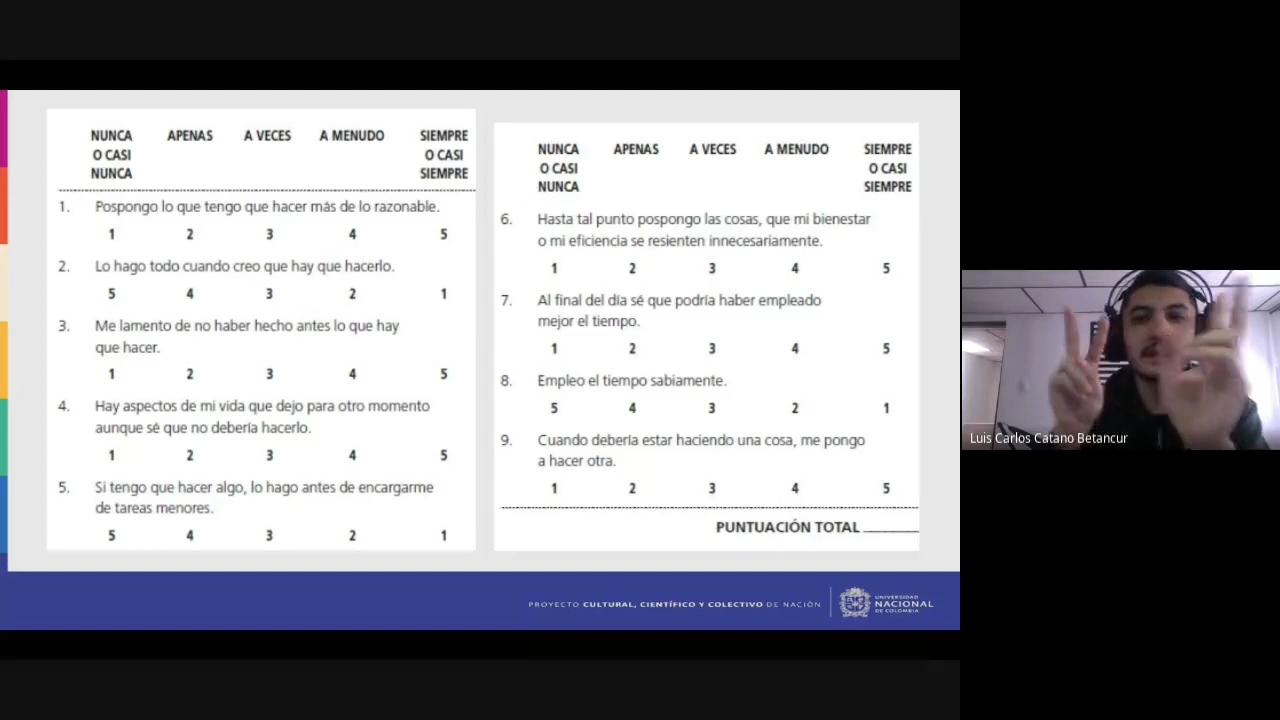 NUNCA O CASI NUNCA APENAS A VECES A MENUDO SIEMPRE O CASI SIEMPRE
1. Pospongo lo que tengo que hacer más de lo razonable.
1 2 3 4 5
2. Lo hago todo cuando creo que hay que hacerlo.
5 4 3 2 1
3. Me lamento de no haber hecho antes lo que hay
que hacer.
1 2 3 4 5
4. Hay aspectos de mi vida que dejo para otro momento
aunque sé que no debería hacerlo.
1 2 3 4 5
5. Si tengo que hacer algo, lo hago antes de encargarme
de tareas menores.
5 4 3 2 1
NUNCA O CASI NUNCA APENAS A VECES A MENUDO SIEMPRE O CASI SIEMPRE
6. Hasta tal punto pospongo las cosas, que mi bienestar
o mi eficiencia se resienten innecesariamente.
1 2 3 4 5
7. Al final del día sé que podría haber empleado
mejor el tiempo.
1 2 3 4 5
8. Empleo el tiempo sabiamente.
5 4 3 2 1
9. Cuando debería estar haciendo una cosa, me pongo
a hacer otra.
1 2 3 4 5
PUNTUACIÓN TOTAL
PROYECTO CULTURAL, CIENTÍFICO Y COLECTIVO DE NACIÓN
UNIVERSIDAD
NACIONAL
DE COLOMBIA
Luis Carlos Catano Betancur